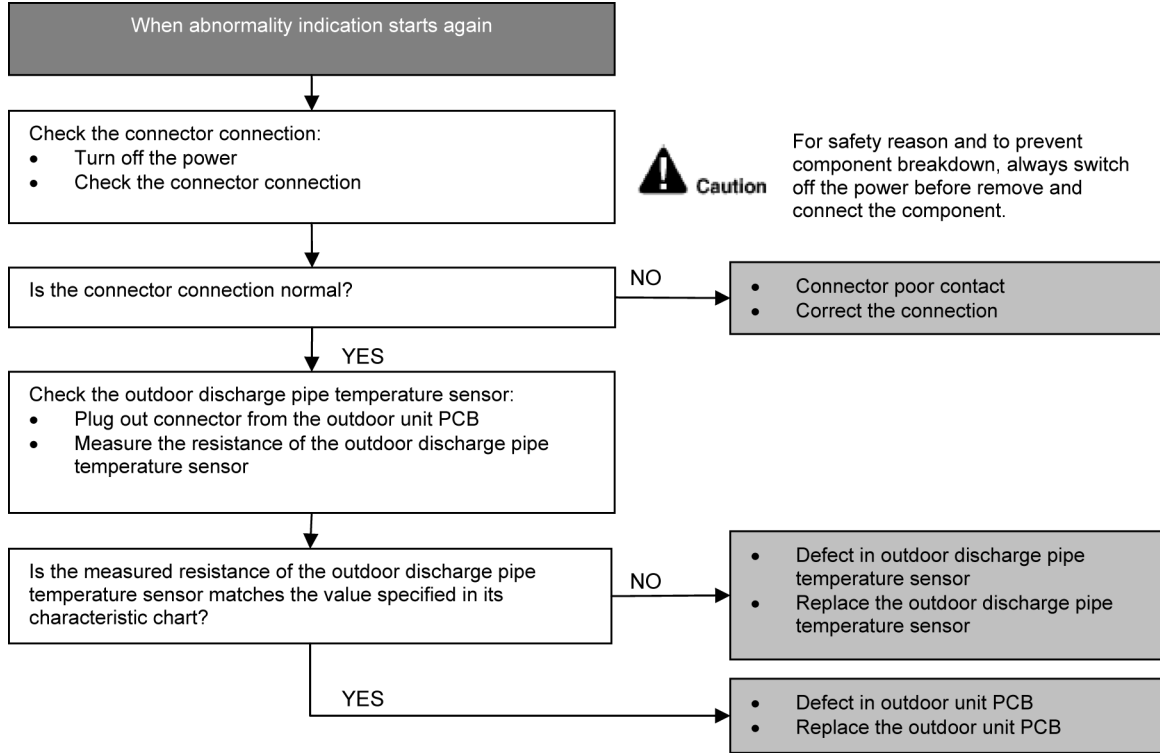 When abnormality indication starts again
Check the connector connection:
• Turn off the power
• Check the connector connection
Caution
For safety reason and to prevent
component breakdown, always switch
off the power before remove and
connect the component.
Is the connector connection normal?
NO
• Connector poor contact
• Correct the connection
YES
Check the outdoor discharge pipe temperature sensor:
• Plug out connector from the outdoor unit PCB
• Measure the resistance of the outdoor discharge pipe
temperature sensor
Is the measured resistance of the outdoor discharge pipe
temperature sensor matches the value specified in its
characteristic chart?
NO
• Defect in outdoor discharge pipe
temperature sensor
• Replace the outdoor discharge pipe
temperature sensor
YES
• Defect in outdoor unit PCB
• Replace the outdoor unit PCB